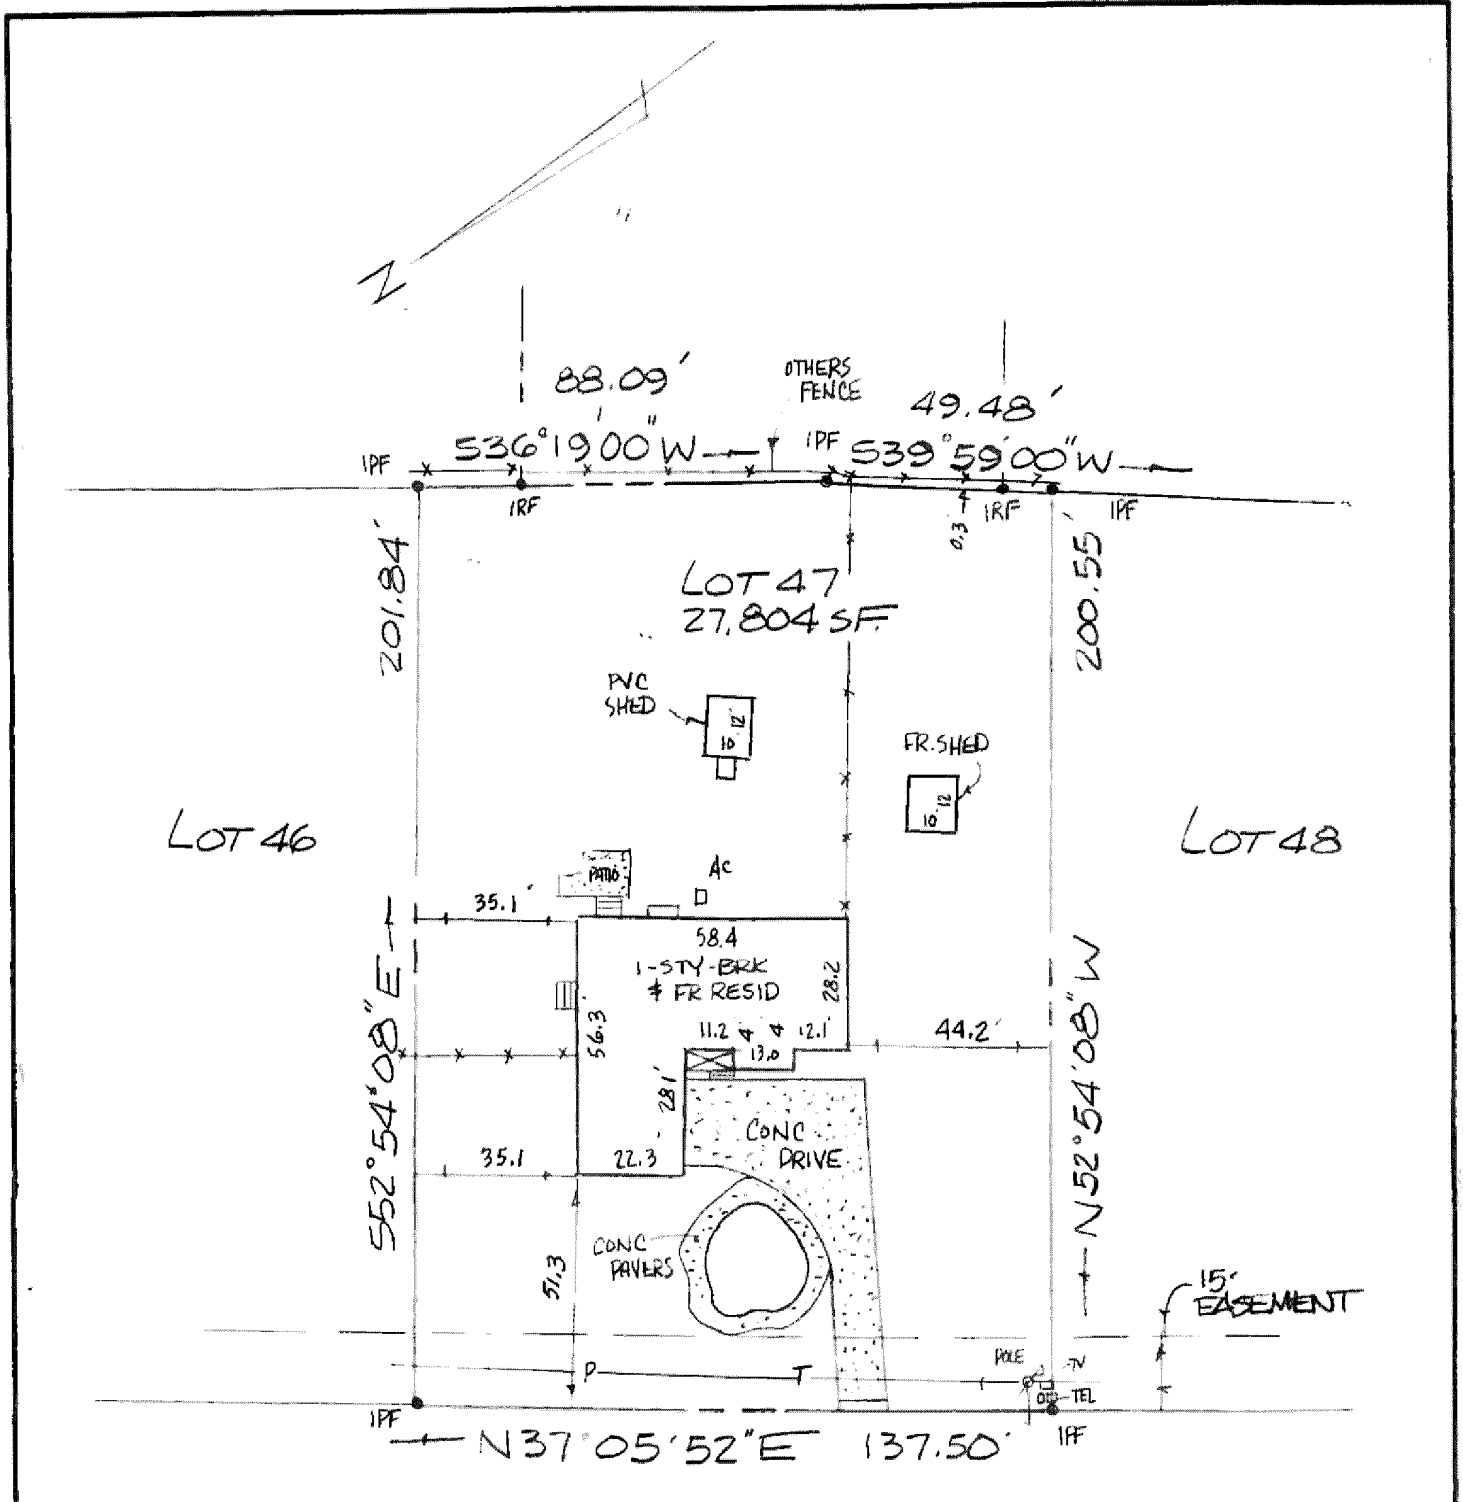 N
88.09'
S36°19'00"W
OTHERS
FENCE
49.48'
S39°59'00"W
IPF
IPF
IRF
IRF
IPF
0.3
201.84'
200.55'
LOT 47
27,804 SF.
PVC
SHED
10
12
FR. SHED
10
12
LOT 46
LOT 48
PATIO
AC
35.1'
58.4
1-STY-BRK
& FR RESID
28.2
56.3'
11.2
4
4
12.1'
13.0
44.2'
S52°54'08"E
N52°54'08"W
28.1'
35.1
22.3
CONC
DRIVE
51.3
CONC
PAVERS
15'
EASEMENT
P
T
POLE
TV
TEL
IPF
IPF
N37°05'52"E 137.50'